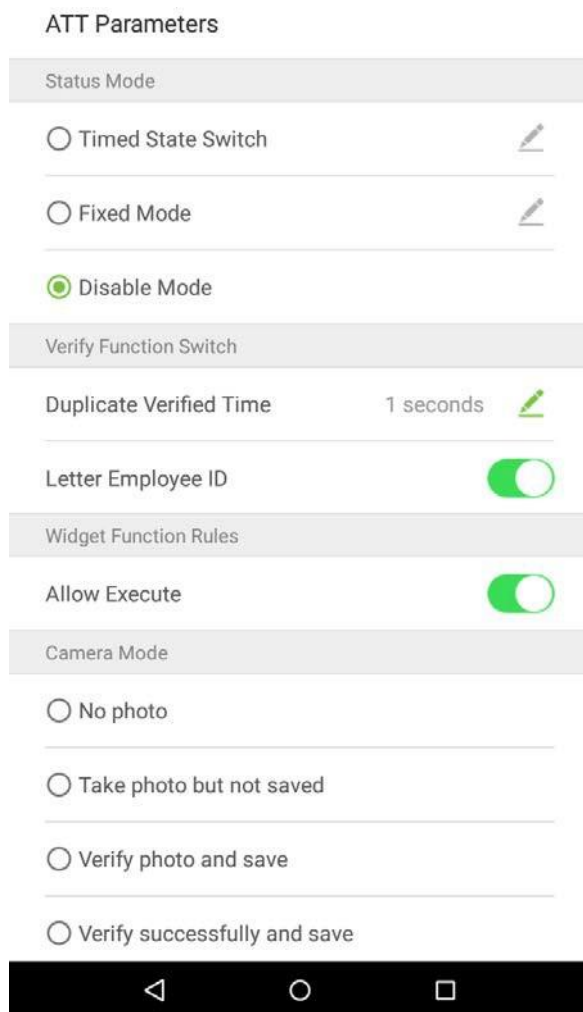 ATT Parameters
Status Mode
Timed State Switch
Fixed Mode
Disable Mode
Verify Function Switch
Duplicate Verified Time 1 seconds
Letter Employee ID
Widget Function Rules
Allow Execute
Camera Mode
No photo
Take photo but not saved
Verify photo and save
Verify successfully and save